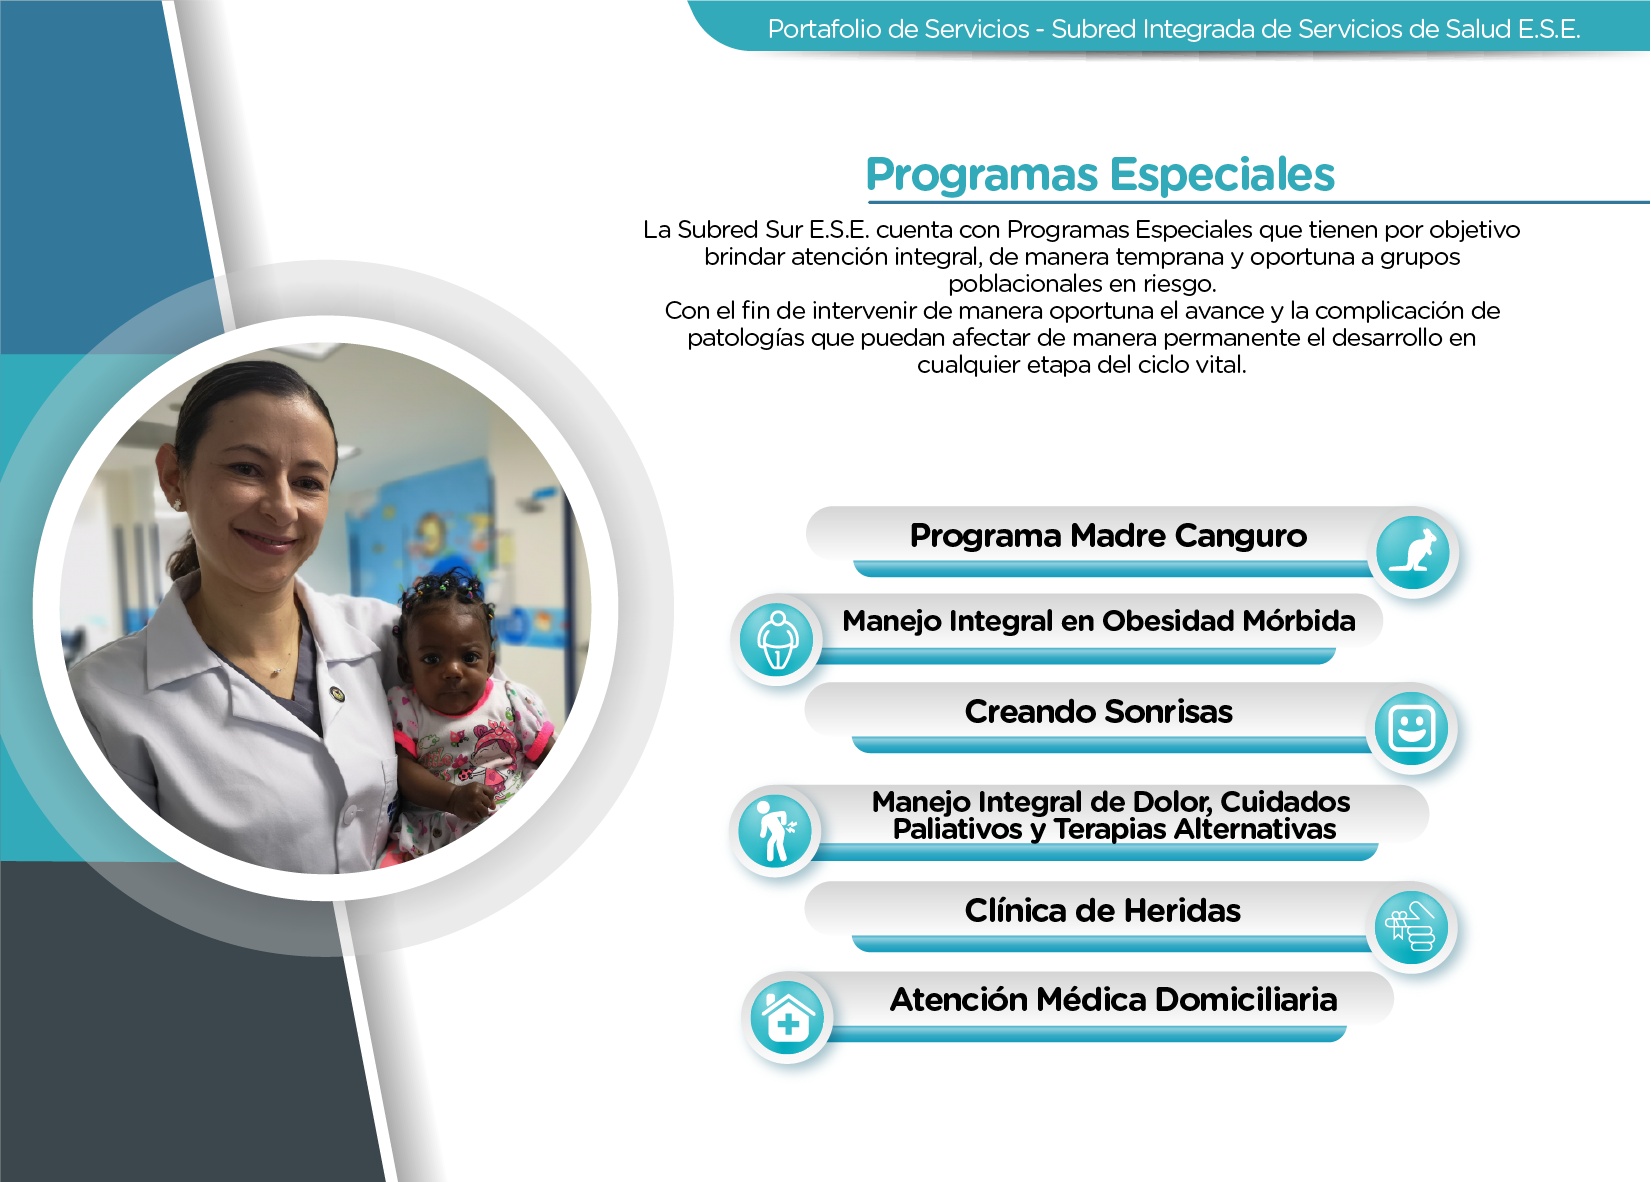 Portafolio de Servicios - Subred Integrada de Servicios de Salud E.S.E.
Programas Especiales
La Subred Sur E.S.E. cuenta con Programas Especiales que tienen por objetivo
brindar atención integral, de manera temprana y oportuna a grupos
poblacionales en riesgo.
Con el fin de intervenir de manera oportuna el avance y la complicación de
patologías que puedan afectar de manera permanente el desarrollo en
cualquier etapa del ciclo vital.
Programa Madre Canguro
Manejo Integral en Obesidad Mórbida
Creando Sonrisas
Manejo Integral de Dolor, Cuidados
Paliativos y Terapias Alternativas
Clínica de Heridas
Atención Médica Domiciliaria